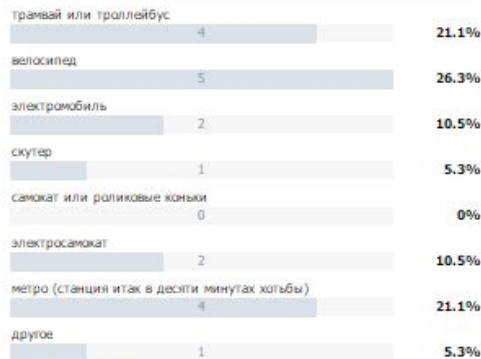 трамвай или троллейбус
4 21.1%
велосипед
5 26.3%
электромобиль
2 10.5%
скутер
1 5.3%
самокат или роликовые коньки
0 0%
электросамокат
2 10.5%
метро (станция итак в десяти минутах хотьбы)
4 21.1%
другое
1 5.3%